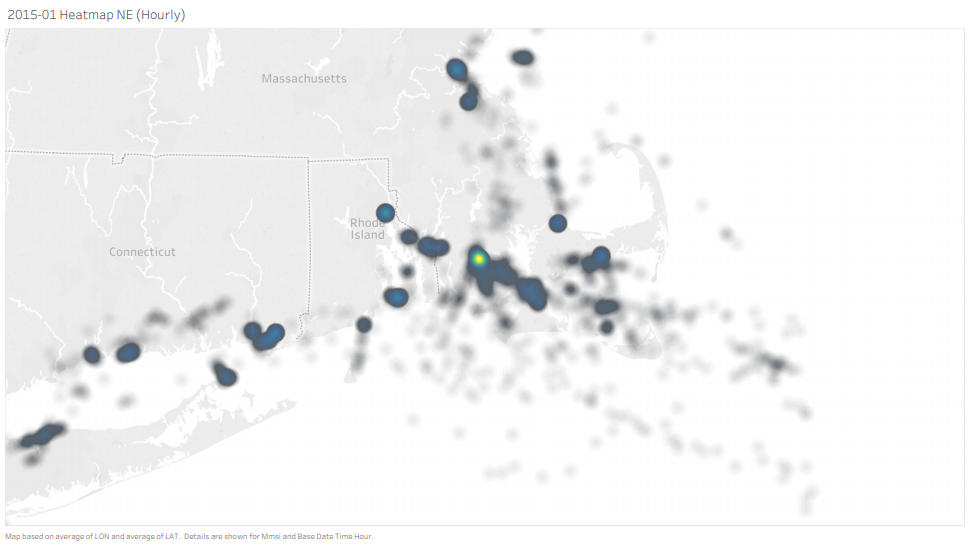 2015-01 Heatmap NE (Hourly)
Massachusetts
Rhode
Island
Connecticut
Map based on average of LON and average of LAT. Details are shown for Mmsi and Base Date Time Hour.